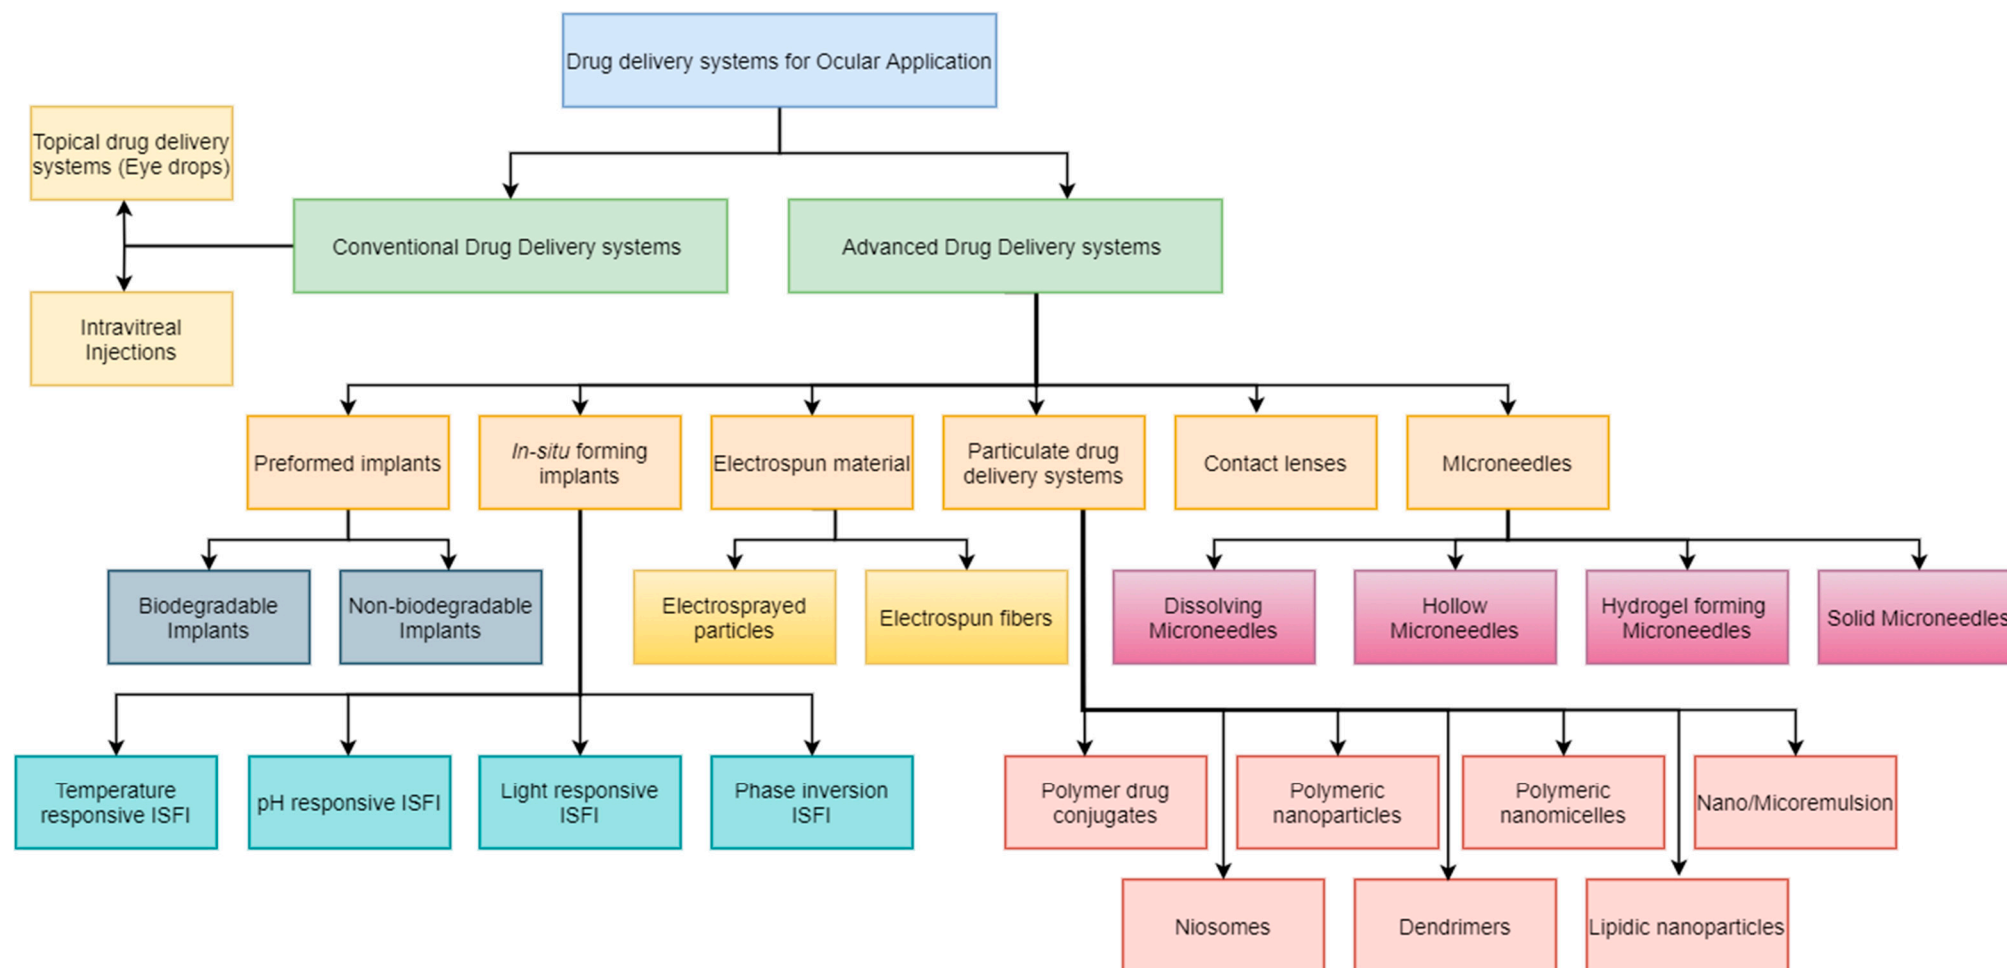 Drug delivery systems for Ocular Application
Topical drug delivery
systems (Eye drops)
Conventional Drug Delivery systems
Advanced Drug Delivery systems
Intravitreal
Injections
Preformed implants
In-situ forming
implants
Electrospun material
Particulate drug
delivery systems
Contact lenses
MIcroneedles
Biodegradable
Implants
Non-biodegradable
Implants
Electrosprayed
particles
Electrospun fibers
Dissolving
Microneedles
Hollow
Microneedles
Hydrogel forming
Microneedles
Solid Microneedles
Temperature
responsive ISFI
pH responsive ISFI
Light responsive
ISFI
Phase inversion
ISFI
Polymer drug
conjugates
Polymeric
nanoparticles
Polymeric
nanomicelles
Nano/Micoremulsion
Niosomes
Dendrimers
Lipidic nanoparticles